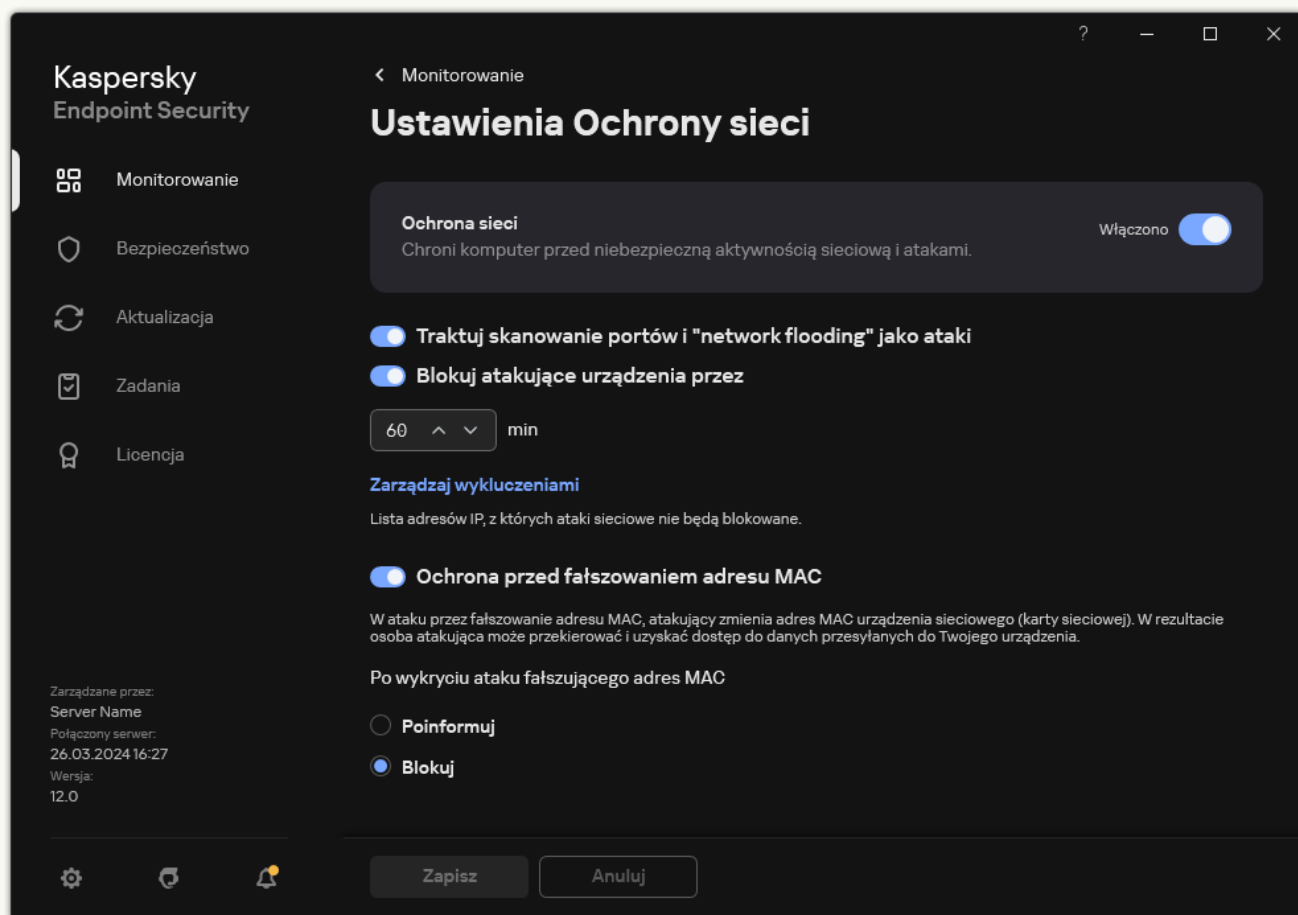 ?
Kaspersky
Endpoint Security
Monitorowanie
Bezpieczeństwo
Aktualizacja
Zadania
Licencja
Zarządzane przez:
Server Name
Połączony serwer:
26.03.2024 16:27
Wersja:
12.0
Monitorowanie
Ustawienia Ochrony sieci
Ochrona sieci
Chroni komputer przed niebezpieczną aktywnością sieciową i atakami.
Włączono
Traktuj skanowanie portów i "network flooding" jako ataki
Blokuj atakujące urządzenia przez
60 min
Zarządzaj wykluczeniami
Lista adresów IP, z których ataki sieciowe nie będą blokowane.
Ochrona przed fałszowaniem adresu MAC
W ataku przez fałszowanie adresu MAC, atakujący zmienia adres MAC urządzenia sieciowego (karty sieciowej). W rezultacie
osoba atakująca może przekierować i uzyskać dostęp do danych przesyłanych do Twojego urządzenia.
Po wykryciu ataku fałszującego adres MAC
Poinformuj
Blokuj
Zapisz
Anuluj